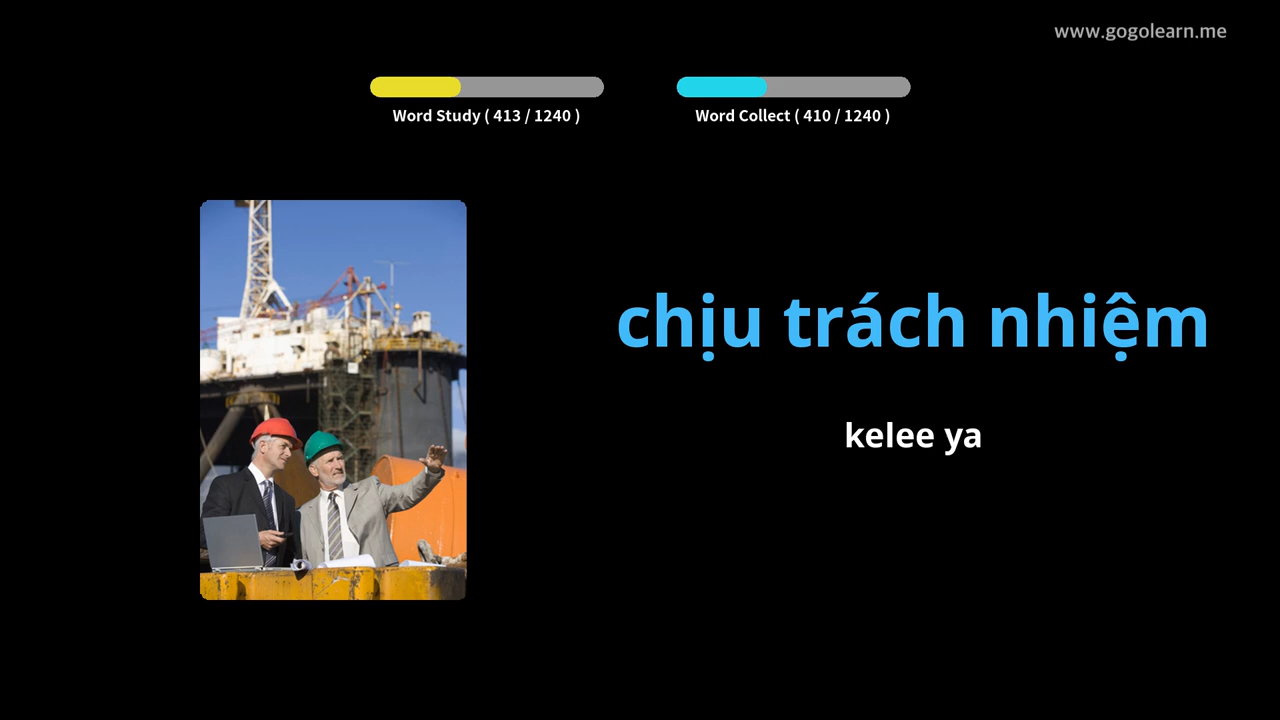 www.gogolearn.me
Word Study ( 413 / 1240 )
Word Collect ( 410 / 1240 )
chịu trách nhiệm
kelee ya